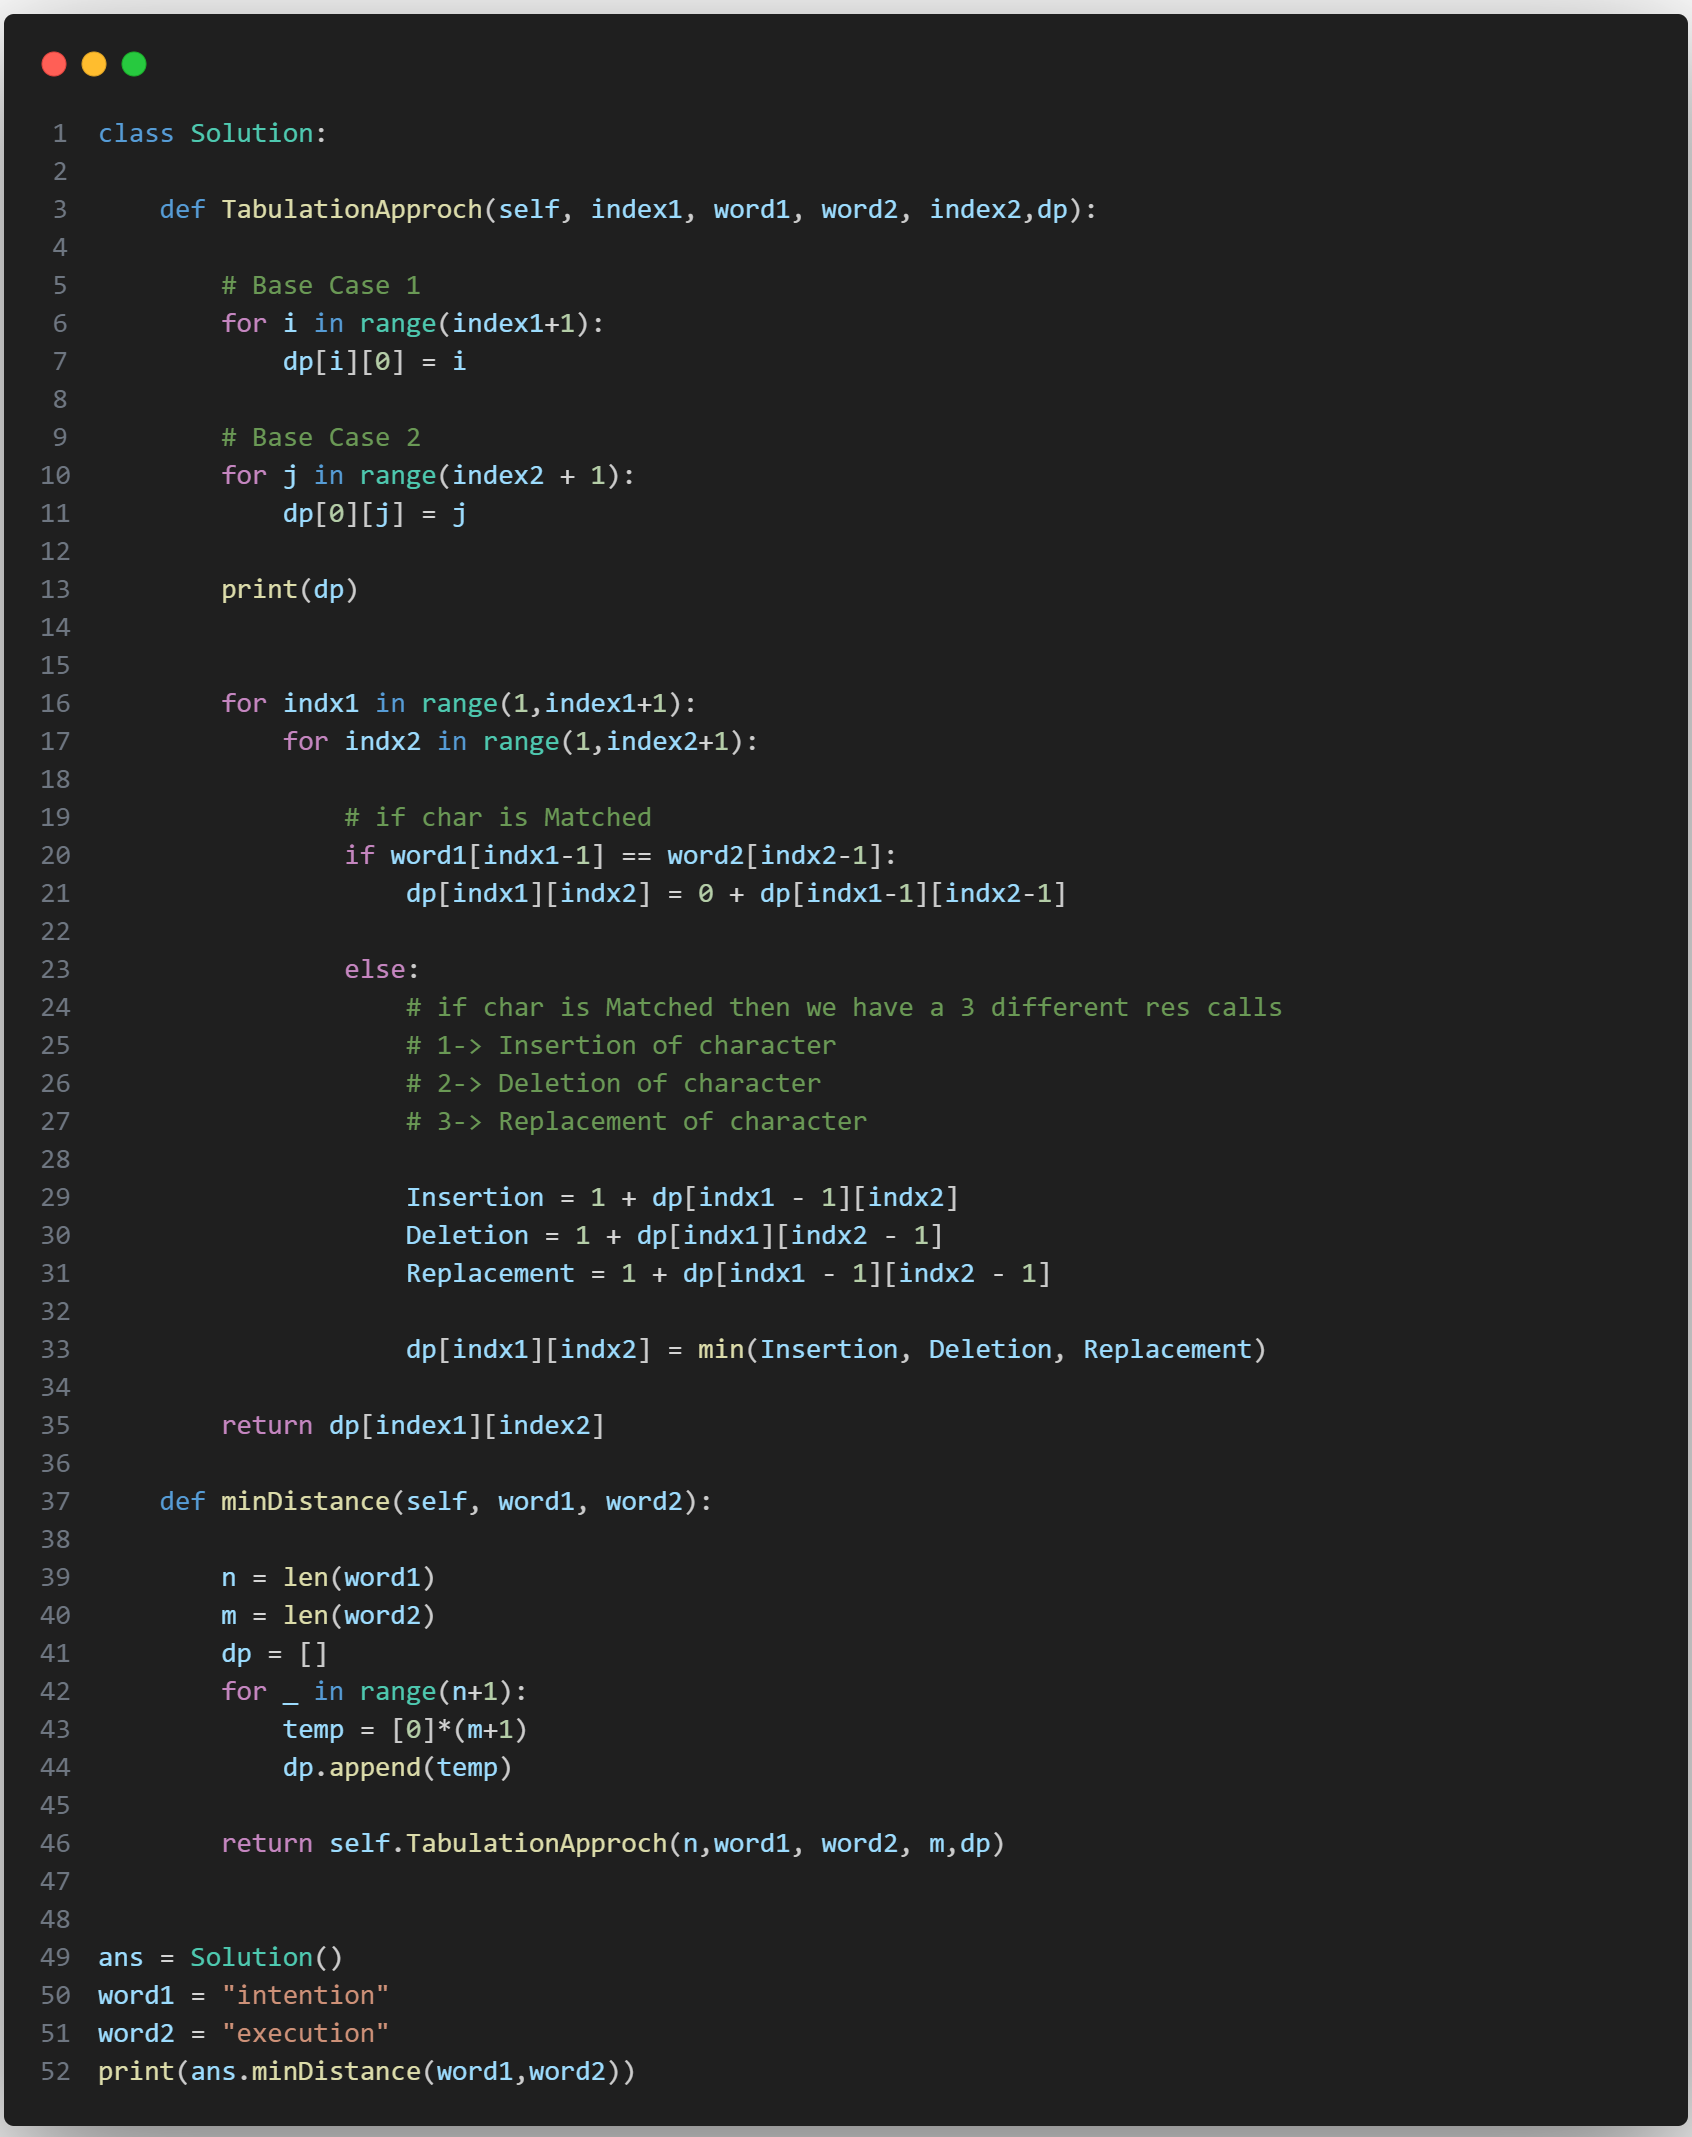 1 class Solution:
2
3     def TabulationApproch(self, index1, word1, word2, index2,dp):
4
5         # Base Case 1
6         for i in range(index1+1):
7             dp[i][0] = i
8
9         # Base Case 2
10         for j in range(index2 + 1):
11             dp[0][j] = j
12
13         print(dp)
14
15
16         for indx1 in range(1,index1+1):
17             for indx2 in range(1,index2+1):
18
19                 # if char is Matched
20                 if word1[indx1-1] == word2[indx2-1]:
21                     dp[indx1][indx2] = 0 + dp[indx1-1][indx2-1]
22
23                 else:
24                     # if char is Matched then we have a 3 different res calls
25                     # 1-> Insertion of character
26                     # 2-> Deletion of character
27                     # 3-> Replacement of character
28
29                     Insertion = 1 + dp[indx1 - 1][indx2]
30                     Deletion = 1 + dp[indx1][indx2 - 1]
31                     Replacement = 1 + dp[indx1 - 1][indx2 - 1]
32
33                     dp[indx1][indx2] = min(Insertion, Deletion, Replacement)
34
35         return dp[index1][index2]
36
37     def minDistance(self, word1, word2):
38
39         n = len(word1)
40         m = len(word2)
41         dp = []
42         for _ in range(n+1):
43             temp = [0]*(m+1)
44             dp.append(temp)
45
46         return self.TabulationApproch(n,word1, word2, m,dp)
47
48
49 ans = Solution()
50 word1 = "intention"
51 word2 = "execution"
52 print(ans.minDistance(word1,word2))